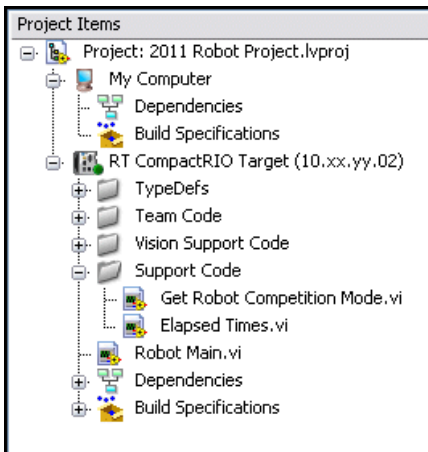 Project Items
Project: 2011 Robot Project.lvproj
My Computer
Dependencies
Build Specifications
RT CompactRIO Target (10.xx.yy.02)
TypeDefs
Team Code
Vision Support Code
Support Code
Get Robot Competition Mode.vi
Elapsed Times.vi
Robot Main.vi
Dependencies
Build Specifications